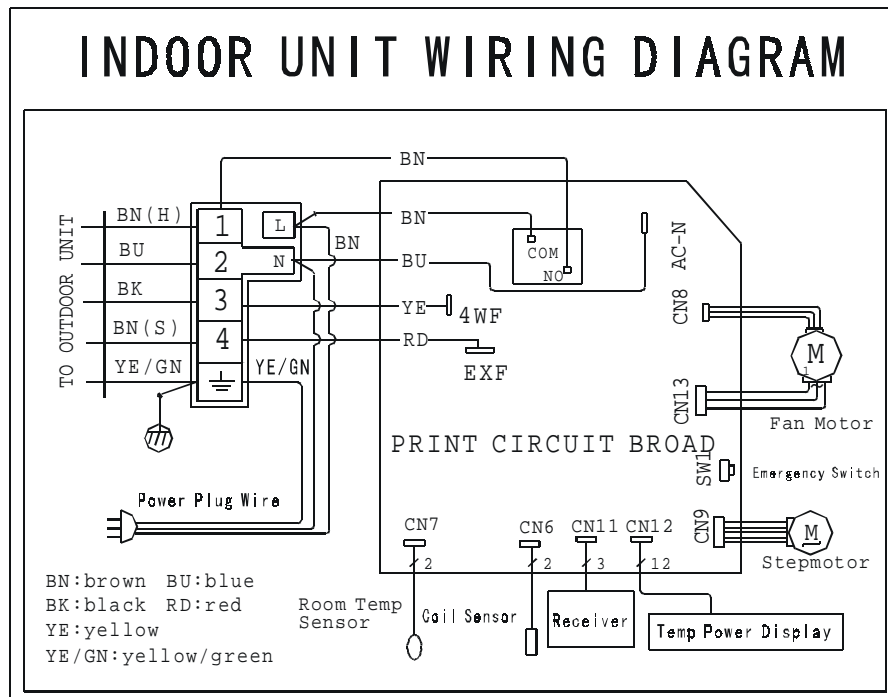 INDOOR UNIT WIRING DIAGRAM
BN
BN(H)
1
L
BN
COM
NO
AC-N
BU
2
N
BN
BU
TO OUTDOOR UNIT
BK
3
YE
4WF
CN8
BN(S)
4
RD
EXF
M
1
YE/GN
YE/GN
CN13
Fan Motor
PRINT CIRCUIT BROAD
SW1
Emergency Switch
Power Plug Wire
CN7
CN6
CN11
CN12
CN9
M
Stepmotor
2
2
3
12
BN:brown BU:blue
BK:black RD:red
YE:yellow
YE/GN:yellow/green
Room Temp
Sensor
Coil Sensor
Receiver
Temp Power Display